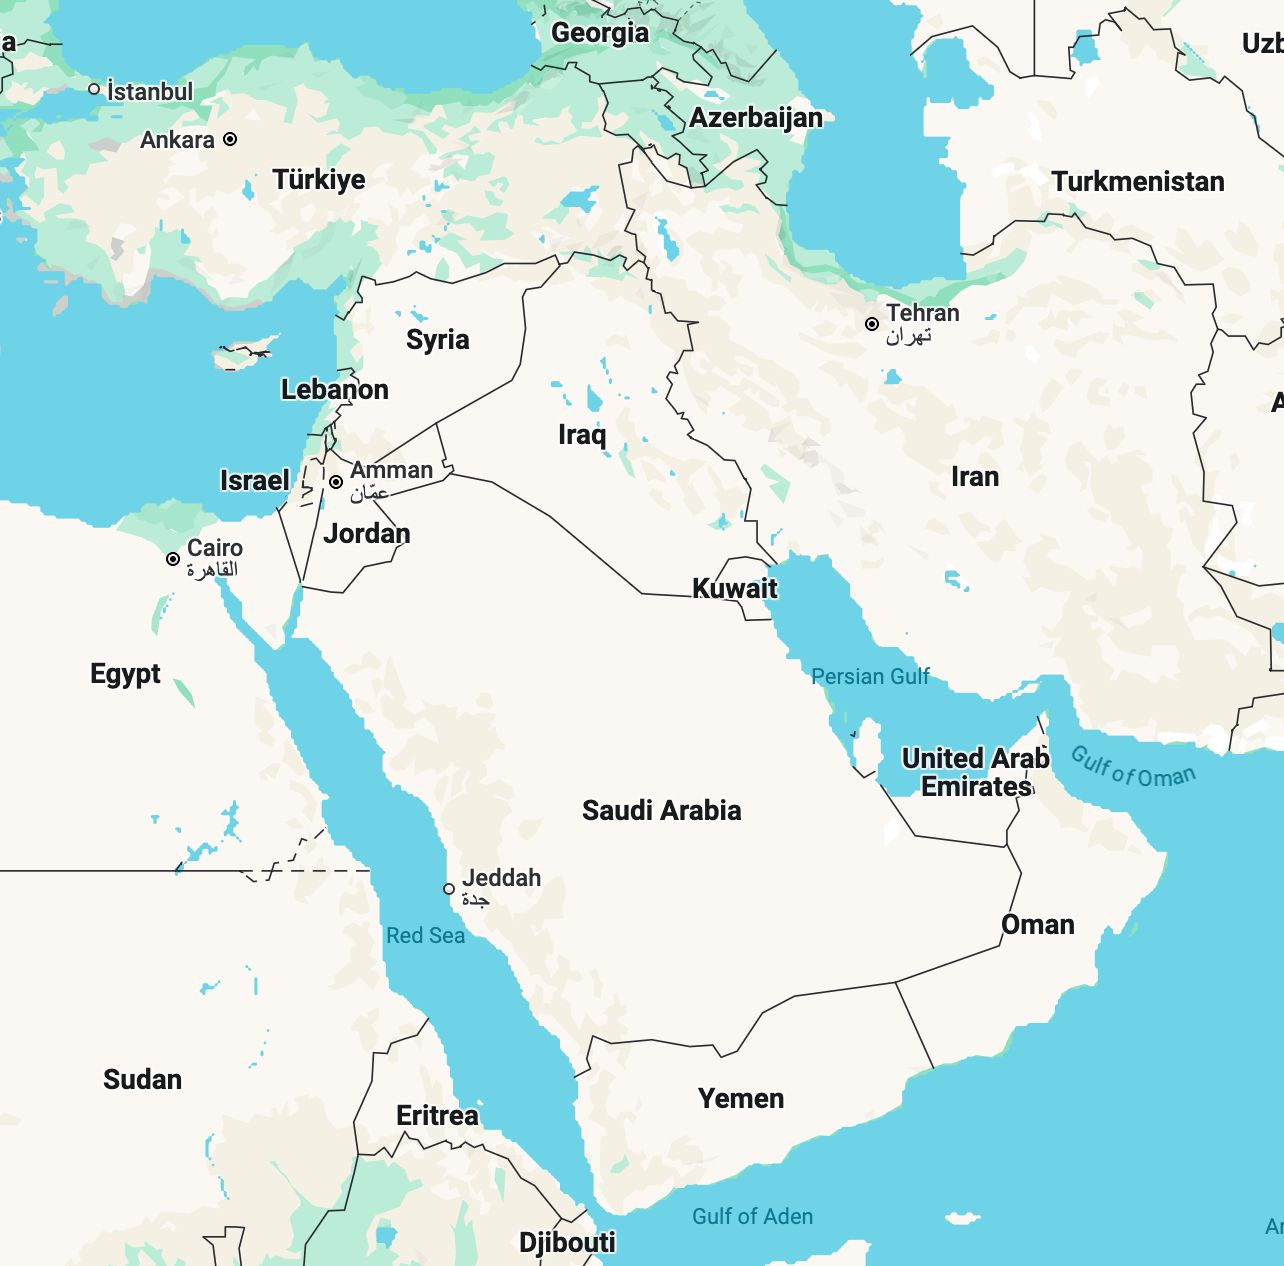 Georgia
Uzb
a
İstanbul
Azerbaijan
Ankara
Türkiye
Turkmenistan
Tehran
تهران
Syria
Lebanon
A
Iraq
Amman
عمّان
Israel
Iran
Jordan
Cairo
القاهرة
Kuwait
Egypt
Persian Gulf
United Arab
Emirates
Gulf of Oman
Saudi Arabia
Jeddah
جدة
Oman
Red Sea
Sudan
Yemen
Eritrea
Gulf of Aden
Ar
Djibouti